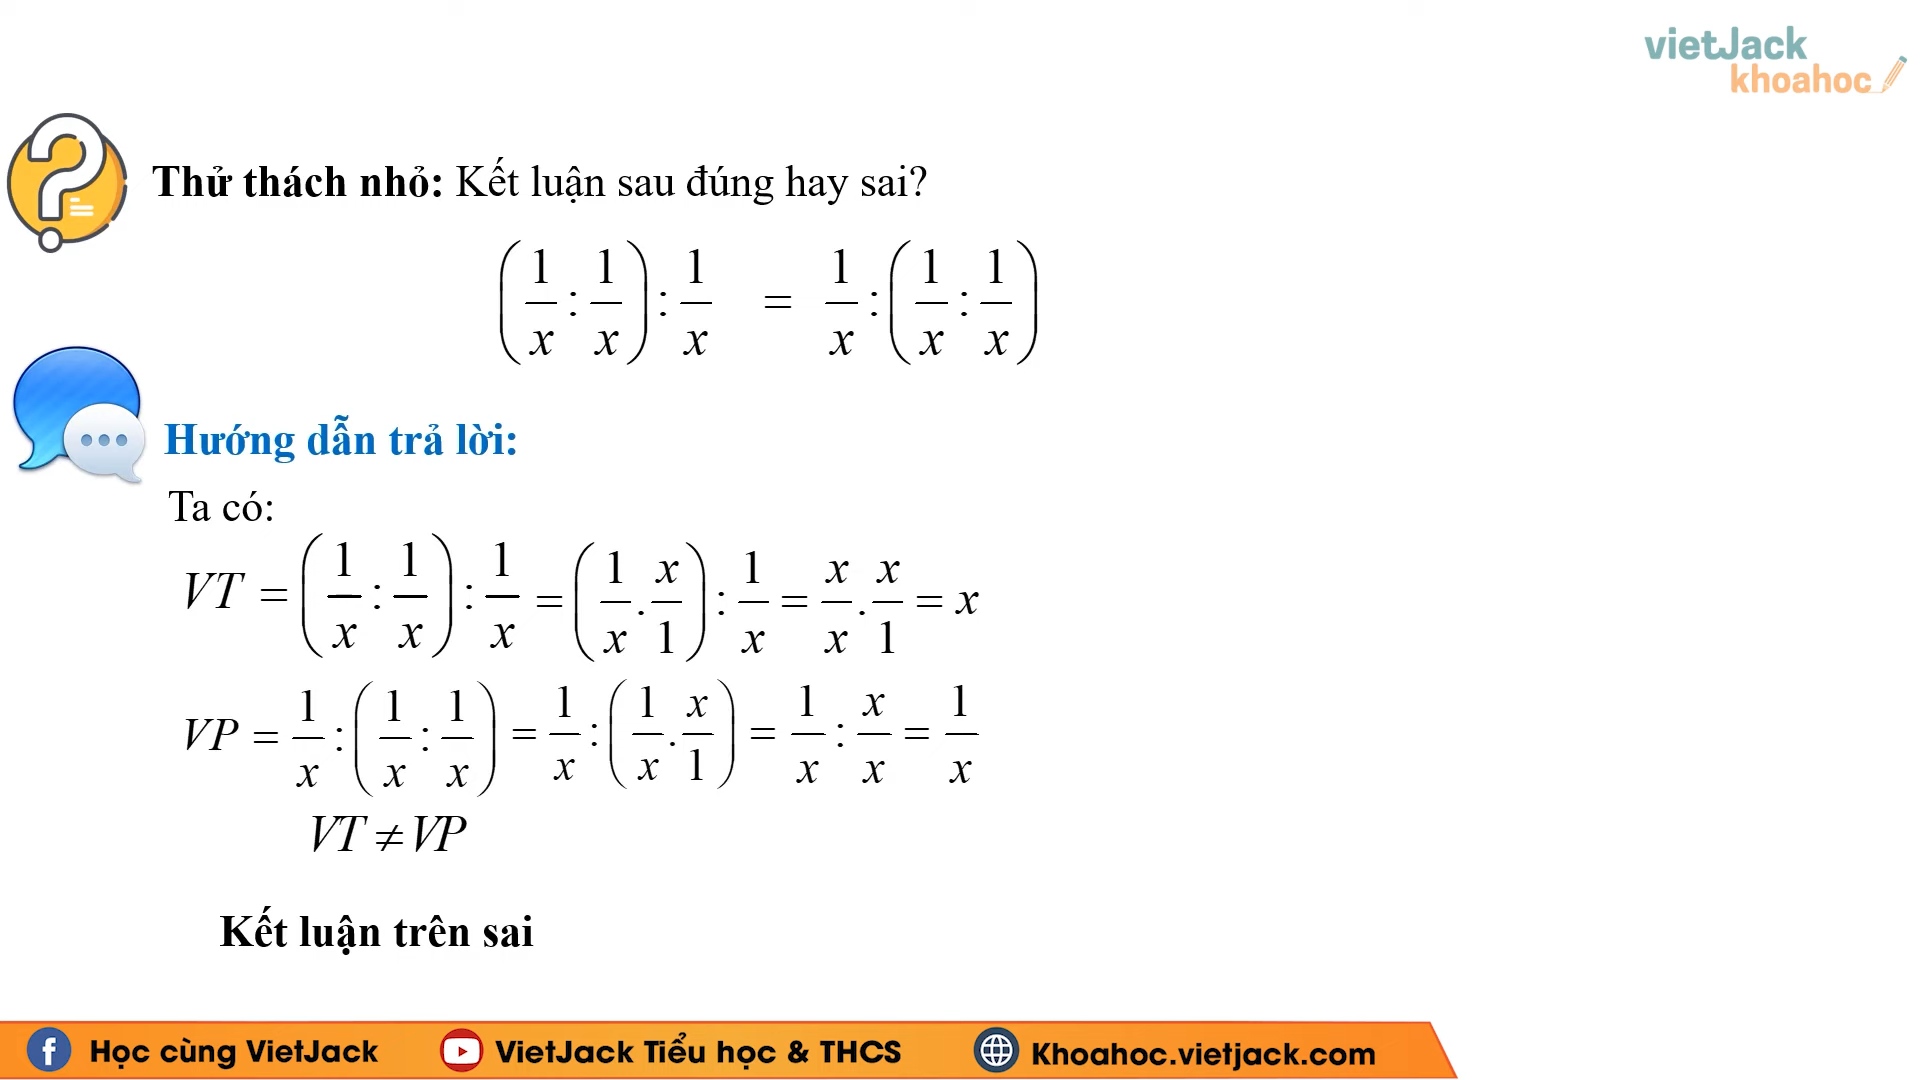 vietJack
khoahoc
Thử thách nhỏ: Kết luận sau đúng hay sai?
(1/x : 1/x) : 1/x = 1/x : (1/x : 1/x)
Hướng dẫn trả lời:
Ta có:
VT = (1/x : 1/x) : 1/x = (1/x . x/1) : 1/x = x/x . x/1 = x
VP = 1/x : (1/x : 1/x) = 1/x : (1/x . x/1) = 1/x : x/x = 1/x
VT ≠ VP
Kết luận trên sai
Học cùng VietJack VietJack Tiểu học & THCS Khoahoc.vietjack.com